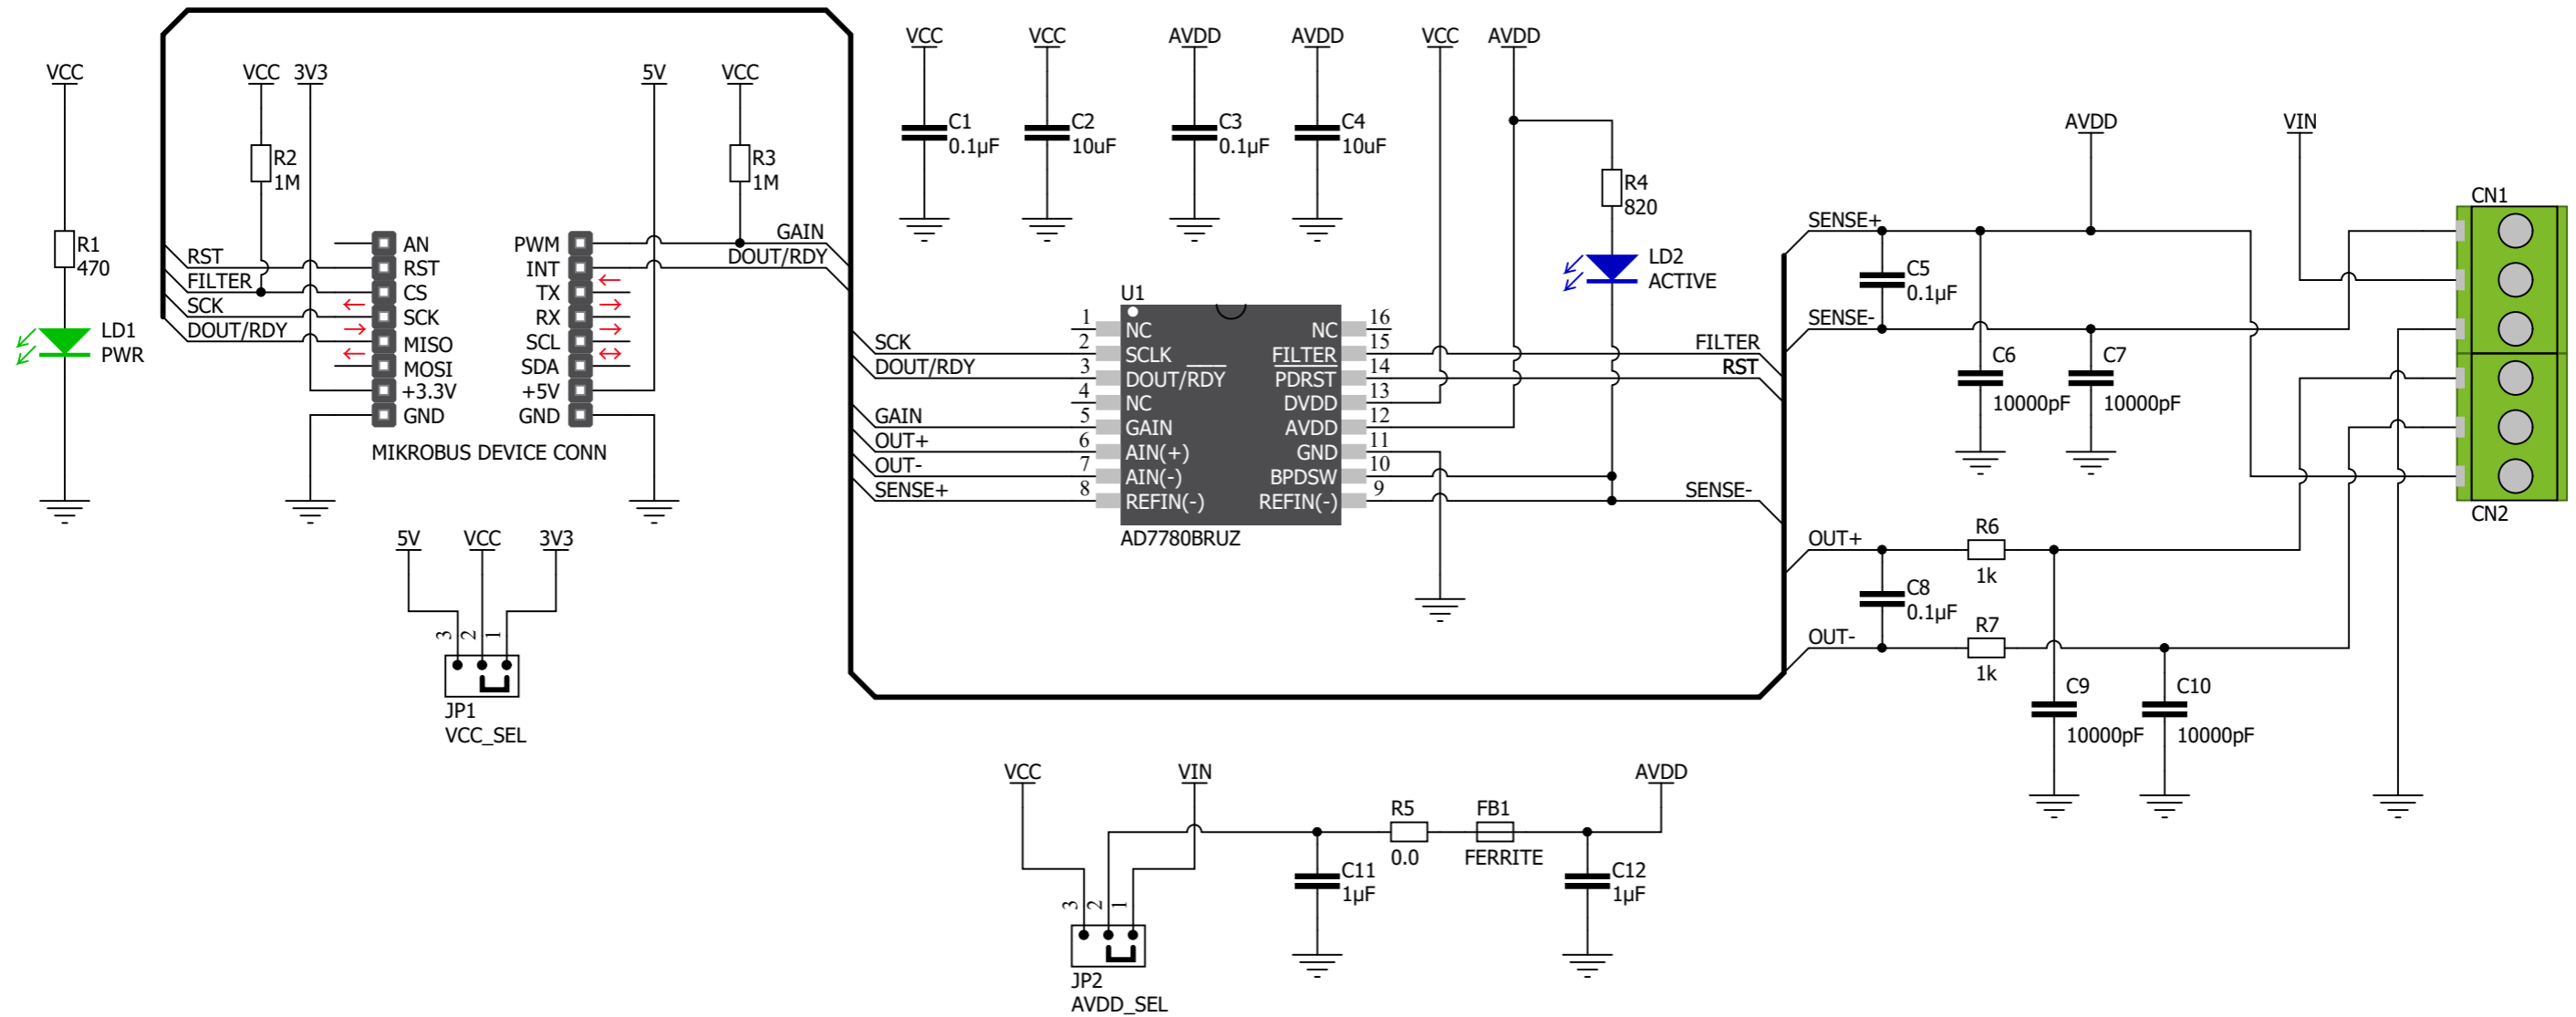 VCC
R1
470
LD1
PWR
VCC
3V3
R2
1M
RST
FILTER
SCK
DOUT/RDY
AN
RST
CS
SCK
MISO
MOSI
+3.3V
GND
5V
VCC
R3
1M
GAIN
DOUT/RDY
PWM
INT
TX
RX
SCL
SDA
+5V
GND
MIKROBUS DEVICE CONN
5V
VCC
3V3
3
2
1
JP1
VCC_SEL
VCC
C1
0.1µF
VCC
C2
10uF
AVDD
C3
0.1µF
AVDD
C4
10uF
VCC
AVDD
R4
820
LD2
ACTIVE
SCK
DOUT/RDY
GAIN
OUT+
OUT-
SENSE+
U1
1
2
3
4
5
6
7
8
NC
SCLK
DOUT/RDY
NC
GAIN
AIN(+)
AIN(-)
REFIN(-)
NC
FILTER
PDRST
DVDD
AVDD
GND
BPDSW
REFIN(-)
16
15
14
13
12
11
10
9
AD7780BRUZ
FILTER
RST
SENSE-
SENSE+
SENSE-
C5
0.1µF
AVDD
VIN
C6
10000pF
C7
10000pF
CN1
CN2
OUT+
R6
1k
C8
0.1µF
OUT-
R7
1k
C9
10000pF
C10
10000pF
VCC
VIN
3
2
1
JP2
AVDD_SEL
R5
0.0
FB1
FERRITE
AVDD
C11
1µF
C12
1µF